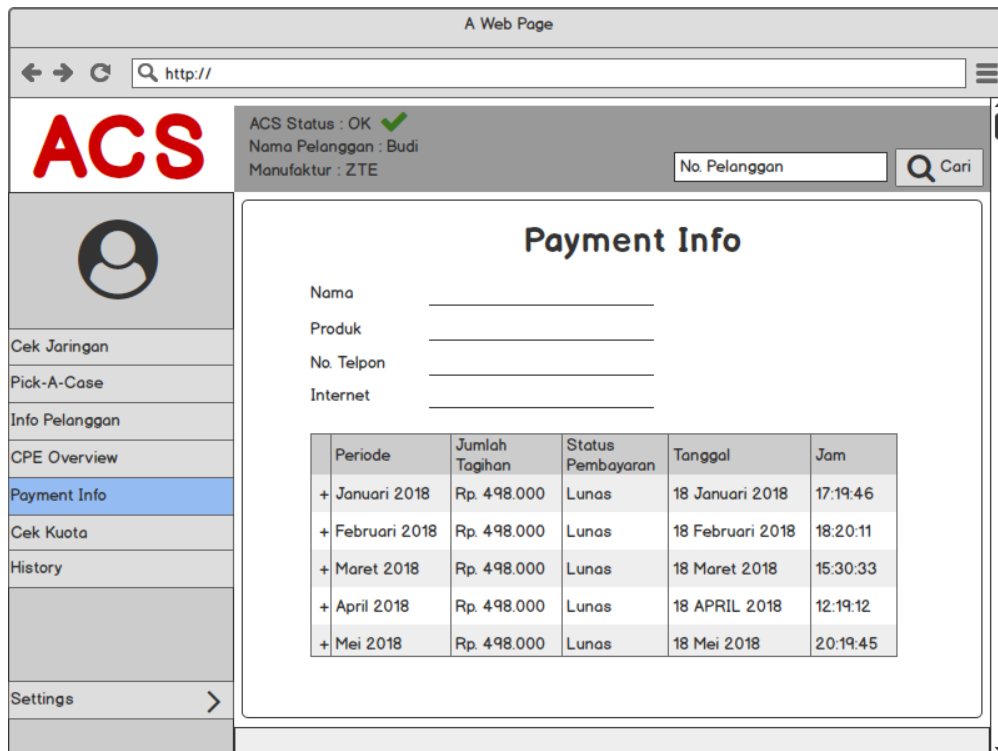 A Web Page
http://
ACS
ACS Status : OK
Nama Pelanggan : Budi
Manufaktur : ZTE
No. Pelanggan
Cari
Cek Jaringan
Pick-A-Case
Info Pelanggan
CPE Overview
Payment Info
Cek Kuota
History
Settings
Payment Info
Nama
Produk
No. Telpon
Internet
Periode Jumlah Tagihan Status Pembayaran Tanggal Jam
+ Januari 2018 Rp. 498.000 Lunas 18 Januari 2018 17:19:46
+ Februari 2018 Rp. 498.000 Lunas 18 Februari 2018 18:20:11
+ Maret 2018 Rp. 498.000 Lunas 18 Maret 2018 15:30:33
+ April 2018 Rp. 498.000 Lunas 18 APRIL 2018 12:19:12
+ Mei 2018 Rp. 498.000 Lunas 18 Mei 2018 20:19:45